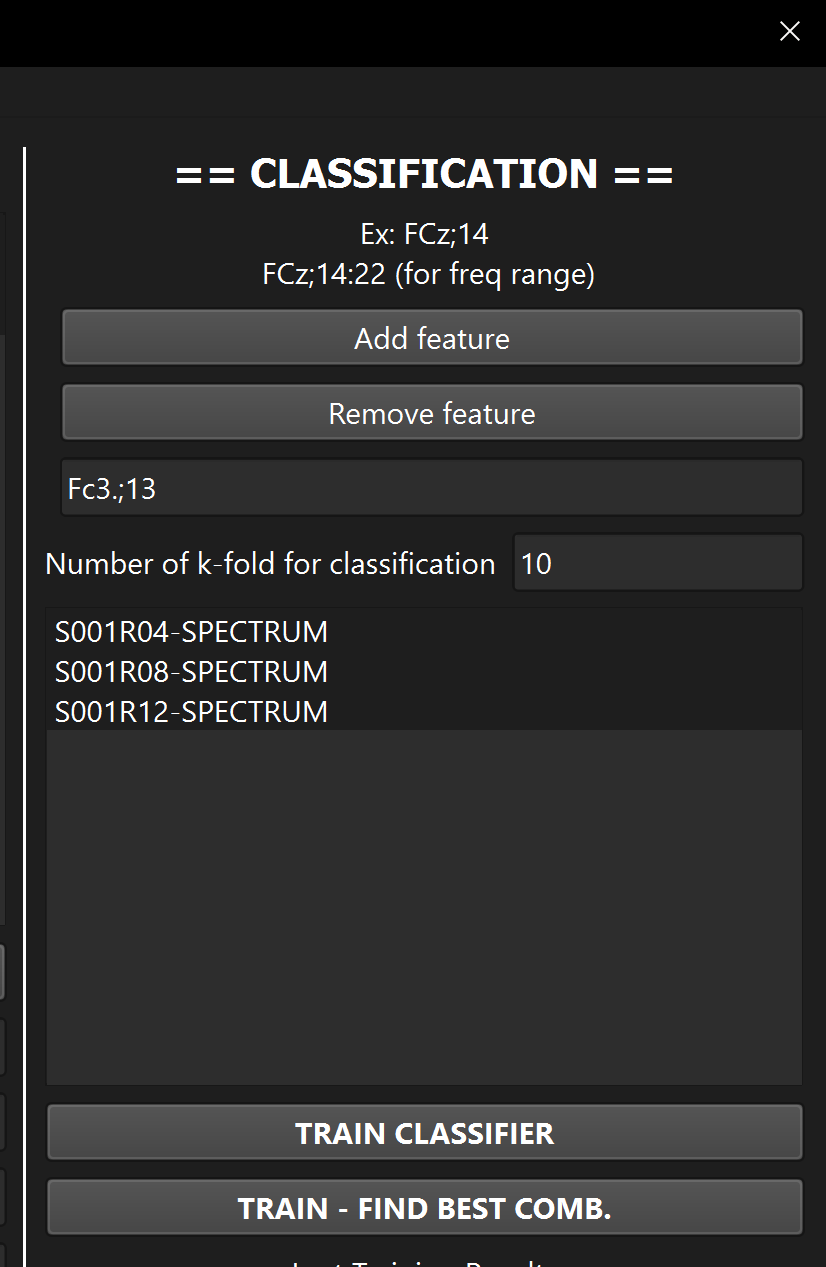 == CLASSIFICATION ==
Ex: FCz;14
FCz;14:22 (for freq range)
Add feature
Remove feature
Fc3.;13
Number of k-fold for classification 10
S001R04-SPECTRUM
S001R08-SPECTRUM
S001R12-SPECTRUM
TRAIN CLASSIFIER
TRAIN - FIND BEST COMB.